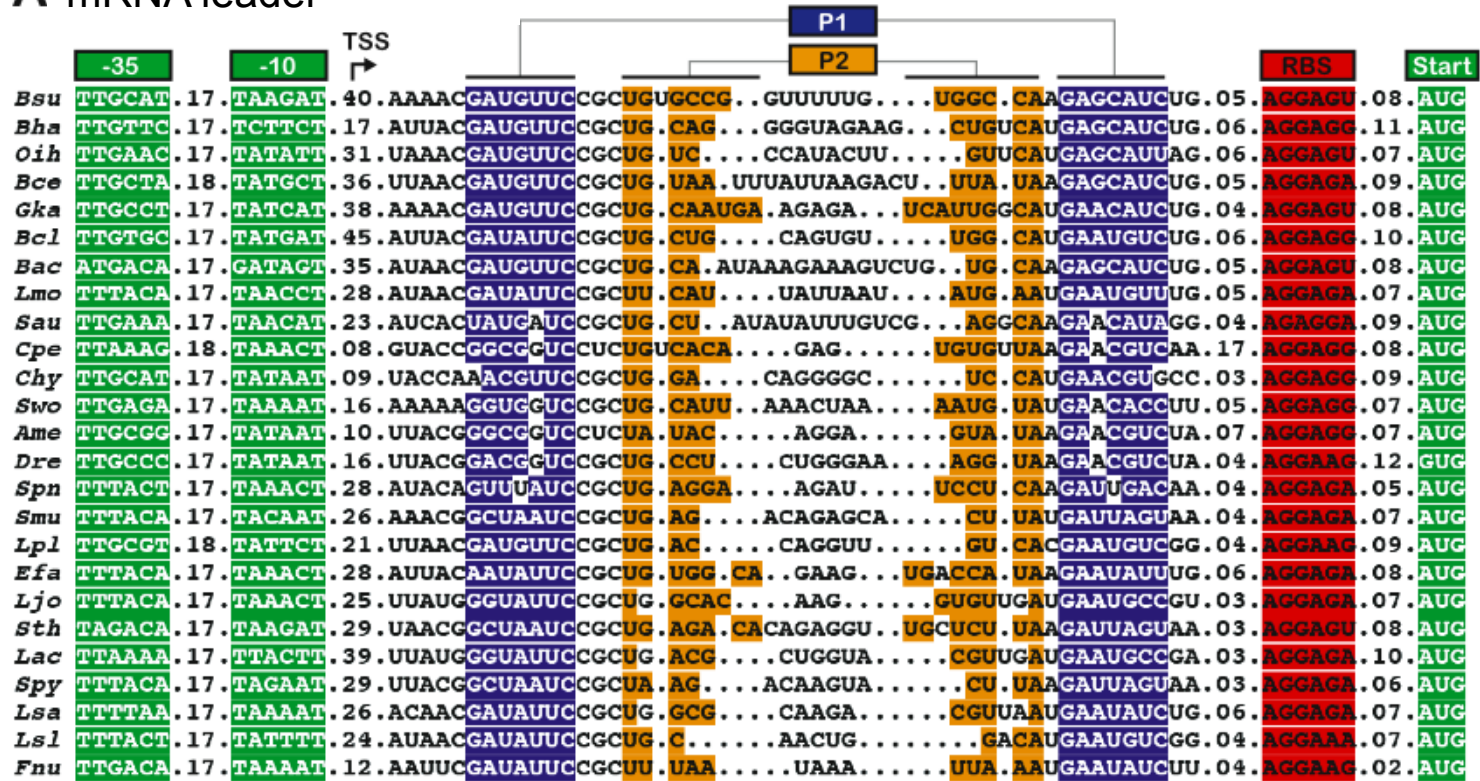 A mRNA leader
P1
TSS
P2
-35 -10 RBS Start
Bsu TTGCAT.17.TAAGAT.40.AAAACGAUGUUCCGCUGUGCCG..GUUUUUG....UGGC.CAAGAGCAUCUG.05.AGGAGU.08.AUG
Bha TTGTTC.17.TCTTCT.17.AUUACGAUGUUCCGCUG.CAG...GGGUAGAAG..CUGUCAUGAGCAUCUG.06.AGGAGG.11.AUG
Oih TTGAAC.17.TATATT.31.UAAACGAUGUUCCGCUG.UC....CCAUACUU....GUUCAUGAGCAUUAG.06.AGGAGU.07.AUG
Bce TTGCTA.18.TATGCT.36.UUAACGAUGUUCCGCUG.UAA.UUUAUUAAGACU..UUA.UAAGAGCAUCUG.05.AGGAGA.09.AUG
Gka TTGCCT.17.TATCAT.38.AAAACGAUGUUCCGCUG.CAAUGA.AGAGA...UCAUUGGCAUGAACAUCUG.04.AGGAGU.08.AUG
Bcl TTGTGC.17.TATGAT.45.AUUACGAUAUUCCGCUG.CUG....CAGUGU.....UGG.CAUGAAUGUCUG.06.AGGAGG.10.AUG
Bac ATGACA.17.GATAGT.35.AUAACGAUGUUCCGCUG.CA.AUAAAGAAAGUCUG..UG.CAAGAGCAUCUG.05.AGGAGU.08.AUG
Lmo TTTACA.17.TAACCT.28.AUAACGAUAUUCCGCUU.CAU....UAUUAAU....AUG.AAUGAAUGUUUG.05.AGGAGA.07.AUG
Sau TTGAAA.17.TAACAT.23.AUCACUAUGAUCCGCUG.CU..AUAUAUUUGUCG...AGGCAAGAACAUAGG.04.AGAGGA.09.AUG
Cpe TTAAAG.18.TAAACT.08.GUACCGGCGGUCCUCUGUCACA....GAG......UGUGUUAAGAACGUCAA.17.AGGAGG.08.AUG
Chy TTGCAT.17.TATAAT.09.UACCAAACGUUCCGCUG.GA....CAGGGGC......UC.CAUGAACGUGCC.03.AGGAGG.09.AUG
Swo TTGAGA.17.TAAAAT.16.AAAAAGGUGGUCCGCUG.CAUU..AAACUAA....AAUG.UAUGAACACCUU.05.AGGAGG.07.AUG
Ame TTGCGG.17.TATAAT.10.UUACGGGCGGUCCUCUA.UAC.....AGGA......GUA.UAAGAACGUCUA.07.AGGAGG.07.AUG
Dre TTGCCC.17.TATAAT.16.UUACGGACGGUCCGCUG.CCU....CUGGGAA....AGG.UAAGAACGUCUA.04.AGGAAG.12.GUG
Spn TTTACT.17.TAAACT.28.AUACAGUUUAUCCGCUG.AGGA....AGAU.....UCCU.CAAGAUUGACAA.04.AGGAGA.05.AUG
Smu TTTACA.17.TACAAT.26.AAACGGCUAAUCCGCUG.AG....ACAGAGCA.....CU.UAUGAUUAGUAA.04.AGGAGA.07.AUG
Lpl TTGCGT.18.TATTCT.21.UUAACGAUGUUCCGCUG.AC.....CAGGUU......GU.CACGAAUGUCGG.04.AGGAAG.09.AUG
Efa TTTACA.17.TAAACT.28.AUUACAAUAUUCCGCUG.UGG.CA..GAAG...UGACCA.UAAGAAUAUUUG.06.AGGAGA.08.AUG
Ljo TTTACA.17.TAAACT.25.UUAUGGGUAUUCCGCUG.GCAC....AAG......GUGUUGAUGAAUGCCGU.03.AGGAGA.07.AUG
Sth TAGACA.17.TAAGAT.29.UAACGGCUAAUCCGCUG.AGA.CACAGAGGU..UGCUCU.UAAGAUUAGUAA.03.AGGAGU.08.AUG
Lac TTAAAA.17.TTACTT.39.UUAUGGGUAUUCCGCUG.ACG....CUGGUA.....CGUUGAUGAAUGCCGA.03.AGGAGA.10.AUG
Spy TTTACA.17.TAGAAT.29.UUACGGCUAAUCCGCUA.AG....ACAAGUA......CU.UAAGAUUAGUAA.03.AGGAGA.06.AUG
Lsa TTTTAA.17.TAAAAT.26.ACAACGAUAUUCCGCUG.GCG....CAAGA......CGUUAAUGAAUAUCUG.06.AGGAGA.07.AUG
Lsl TTTACT.17.TATTTT.24.AUAACGAUAUUCCGCUG.C......AACUG........GACAUGAAUGUCGG.04.AGGAAA.07.AUG
Fnu TTGACA.17.TAAAAT.12.AAUUCGAUAUUCCGCUU.UAA.....UAAA......UUA.AAUGAAUAUCUU.04.AGGAAG.02.AUG